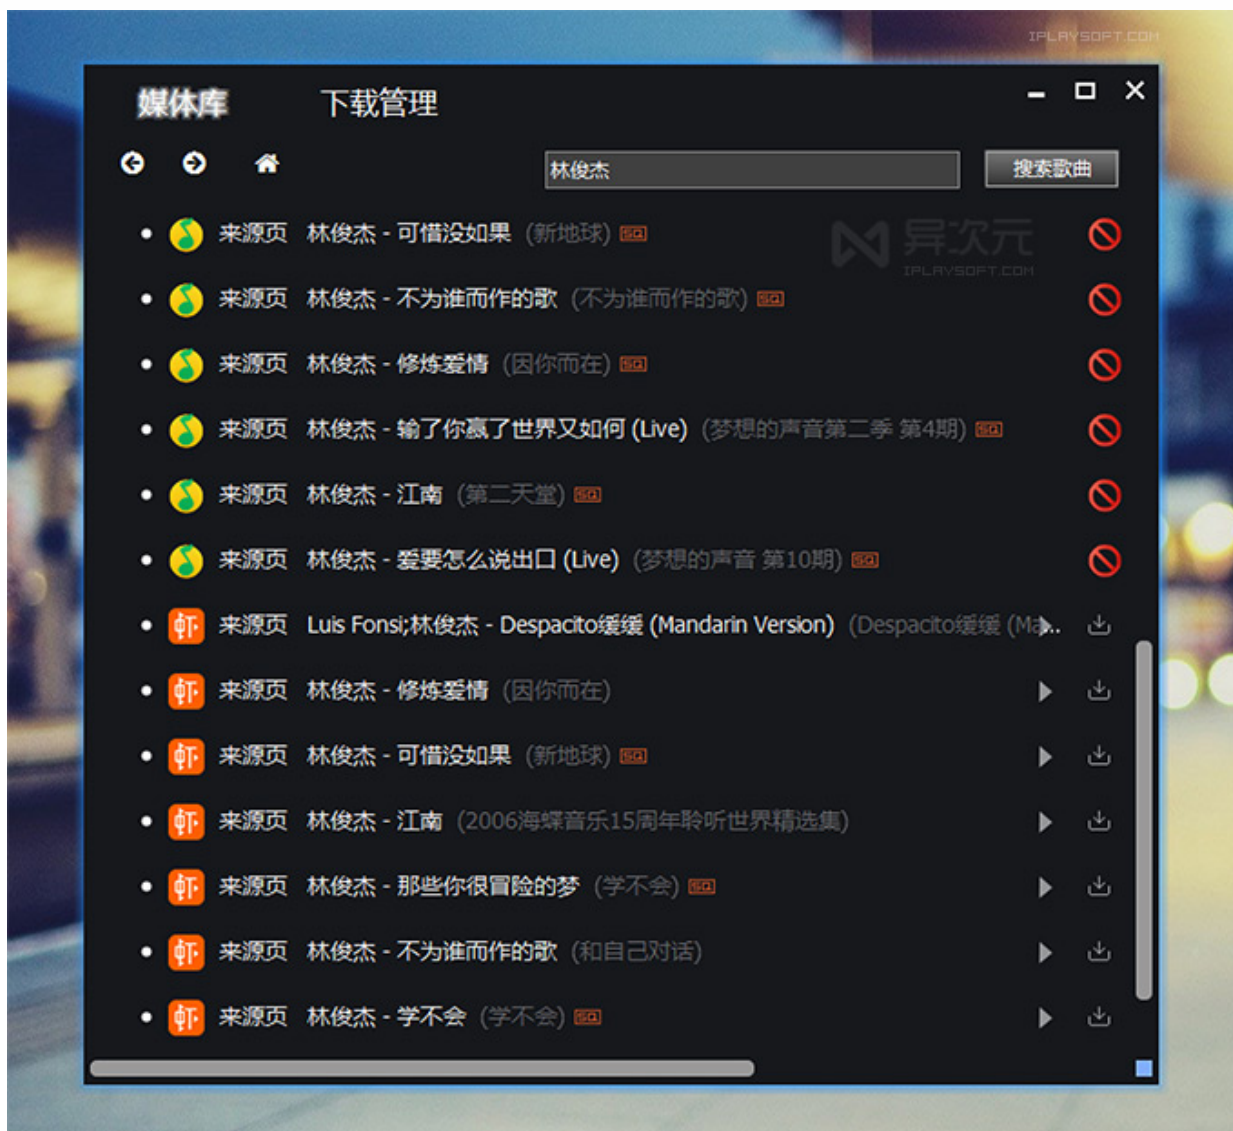 IPLAYSOFT.COM
媒体库 下载管理
林俊杰 搜索歌曲
来源页 林俊杰 - 可惜没如果 (新地球) SQ
异次元
IPLAYSOFT.COM
来源页 林俊杰 - 不为谁而作的歌 (不为谁而作的歌) SQ
来源页 林俊杰 - 修炼爱情 (因你而在) SQ
来源页 林俊杰 - 输了你赢了世界又如何 (Live) (梦想的声音第二季 第4期) SQ
来源页 林俊杰 - 江南 (第二天堂) SQ
来源页 林俊杰 - 爱要怎么说出口 (Live) (梦想的声音 第10期) SQ
虾 来源页 Luis Fonsi;林俊杰 - Despacito缓缓 (Mandarin Version) (Despacito缓缓 (Ma...
虾 来源页 林俊杰 - 修炼爱情 (因你而在)
虾 来源页 林俊杰 - 可惜没如果 (新地球) SQ
虾 来源页 林俊杰 - 江南 (2006海蝶音乐15周年聆听世界精选集)
虾 来源页 林俊杰 - 那些你很冒险的梦 (学不会) SQ
虾 来源页 林俊杰 - 不为谁而作的歌 (和自己对话)
虾 来源页 林俊杰 - 学不会 (学不会) SQ